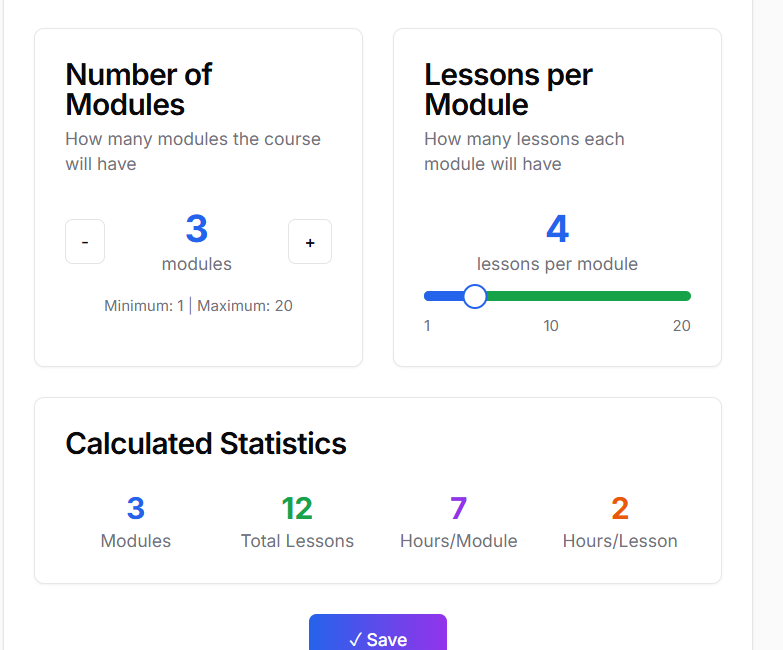 Number of
Modules
How many modules the course
will have
-
3
+
modules
Minimum: 1 | Maximum: 20
Lessons per
Module
How many lessons each
module will have
4
lessons per module
1 10 20
Calculated Statistics
3 12 7 2
Modules Total Lessons Hours/Module Hours/Lesson
✓ Save